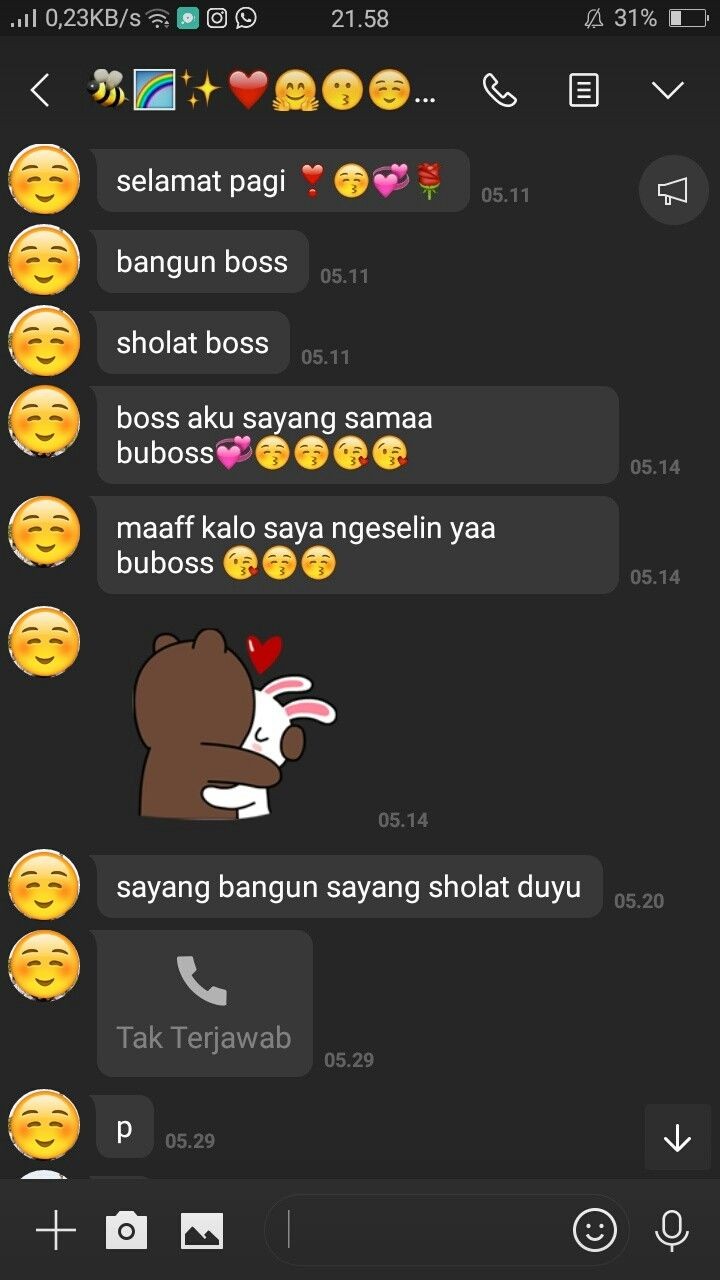 0,23KB/s
21.58
31%
...
selamat pagi ❣😚💞🌹
05.11
bangun boss
05.11
sholat boss
05.11
boss aku sayang samaa
buboss💞😚😚😘😘
05.14
maaff kalo saya ngeselin yaa
buboss 😘😚😚
05.14
05.14
sayang bangun sayang sholat duyu
05.20
Tak Terjawab
05.29
p
05.29